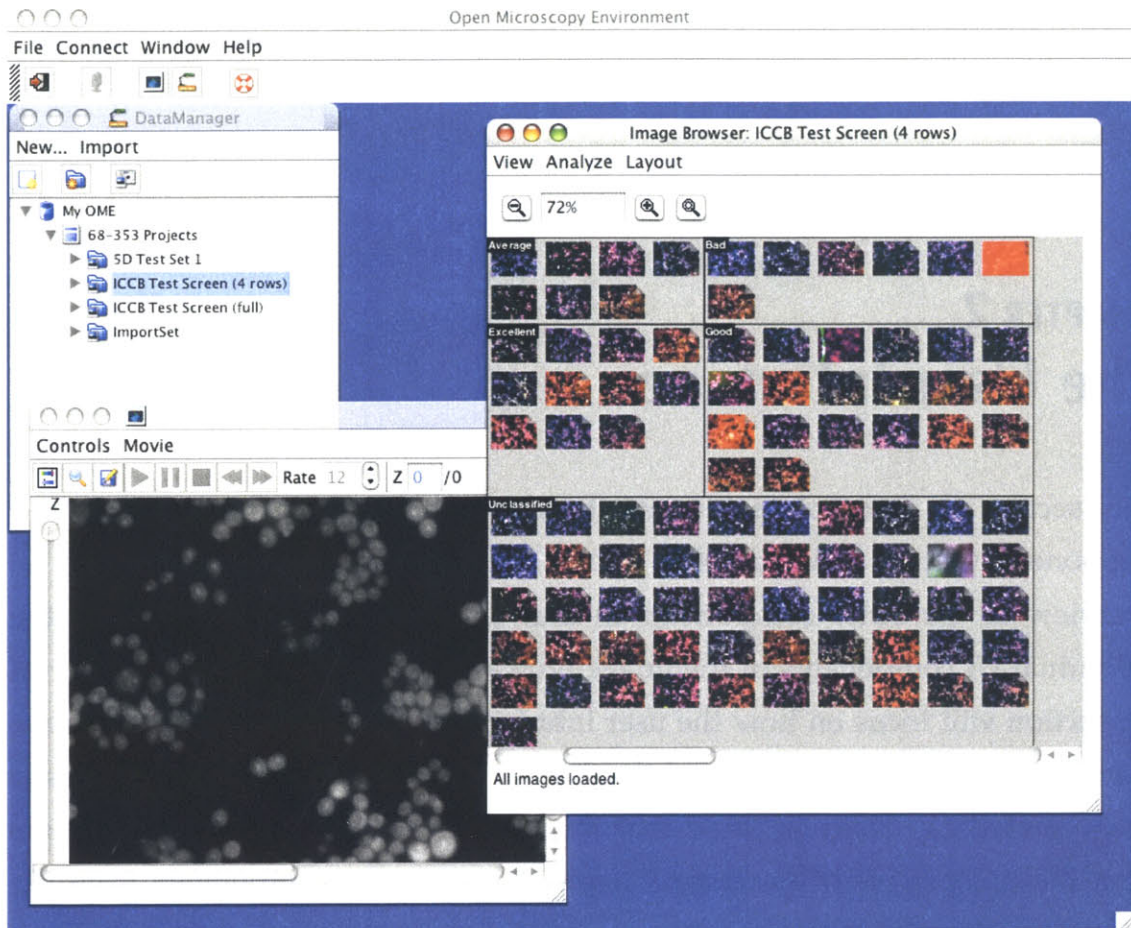 Open Microscopy Environment
File Connect Window Help
DataManager
New... Import
My OME
68-353 Projects
5D Test Set 1
ICCB Test Screen (4 rows)
ICCB Test Screen (full)
ImportSet
Controls Movie
Rate 12 Z 0 /0
Z
Image Browser: ICCB Test Screen (4 rows)
View Analyze Layout
72%
Average Bad
Excellent Good
Unclassified
All images loaded.